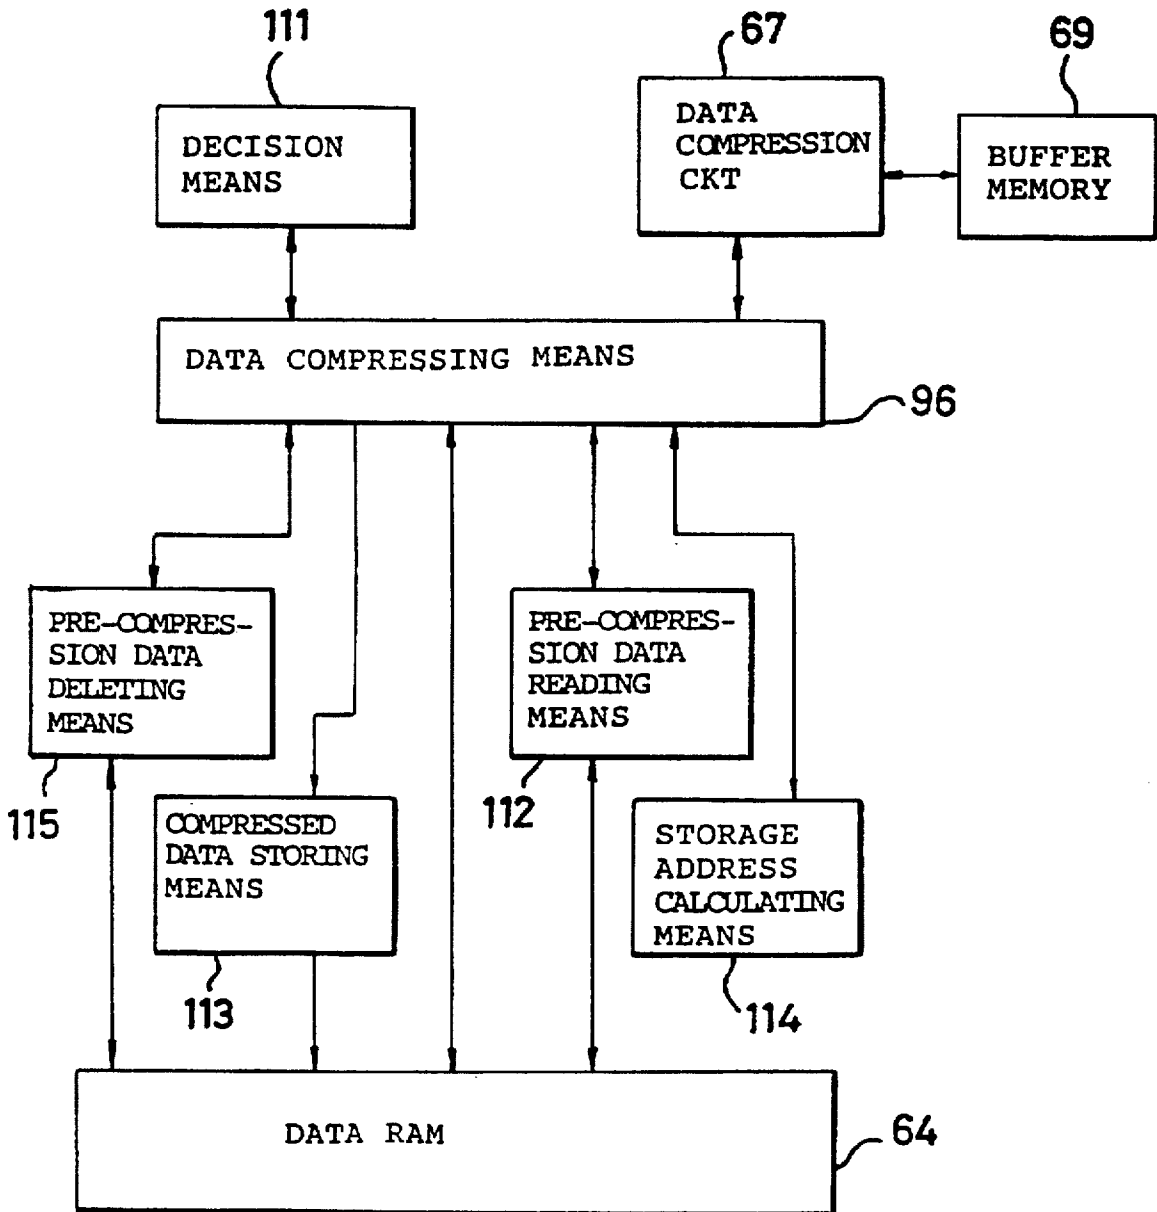 111
67
69
DECISION
MEANS
DATA
COMPRESSION
CKT
BUFFER
MEMORY
DATA COMPRESSING MEANS
96
PRE-COMPRES-
SION DATA
DELETING
MEANS
PRE-COMPRES-
SION DATA
READING
MEANS
115
112
COMPRESSED
DATA STORING
MEANS
STORAGE
ADDRESS
CALCULATING
MEANS
113
114
DATA RAM
64